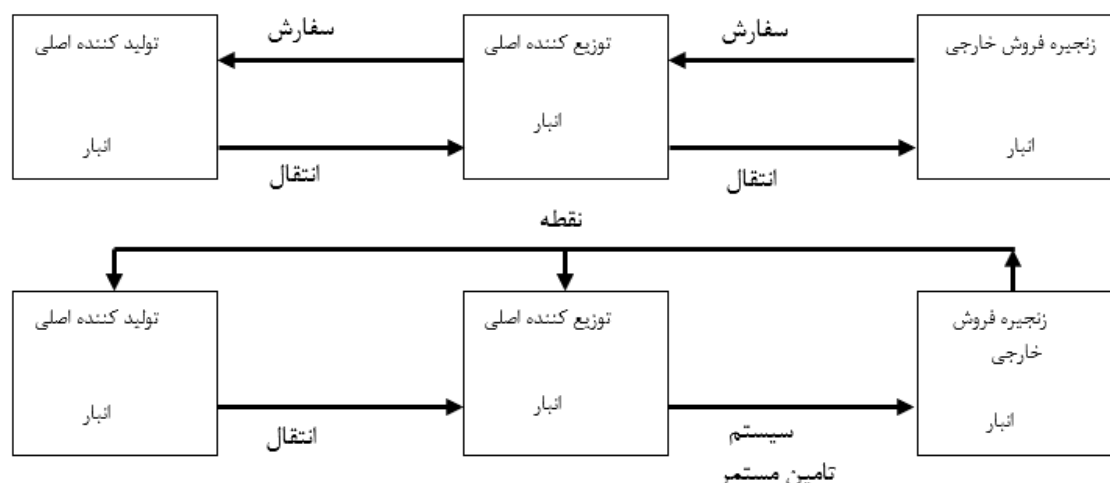 زنجیره فروش خارجی
انبار
سفارش
انتقال
توزیع کننده اصلی
انبار
سفارش
انتقال
تولید کننده اصلی
انبار
نقطه
زنجیره فروش
خارجی
انبار
سیستم
تامین مستمر
توزیع کننده اصلی
انبار
انتقال
تولید کننده اصلی
انبار